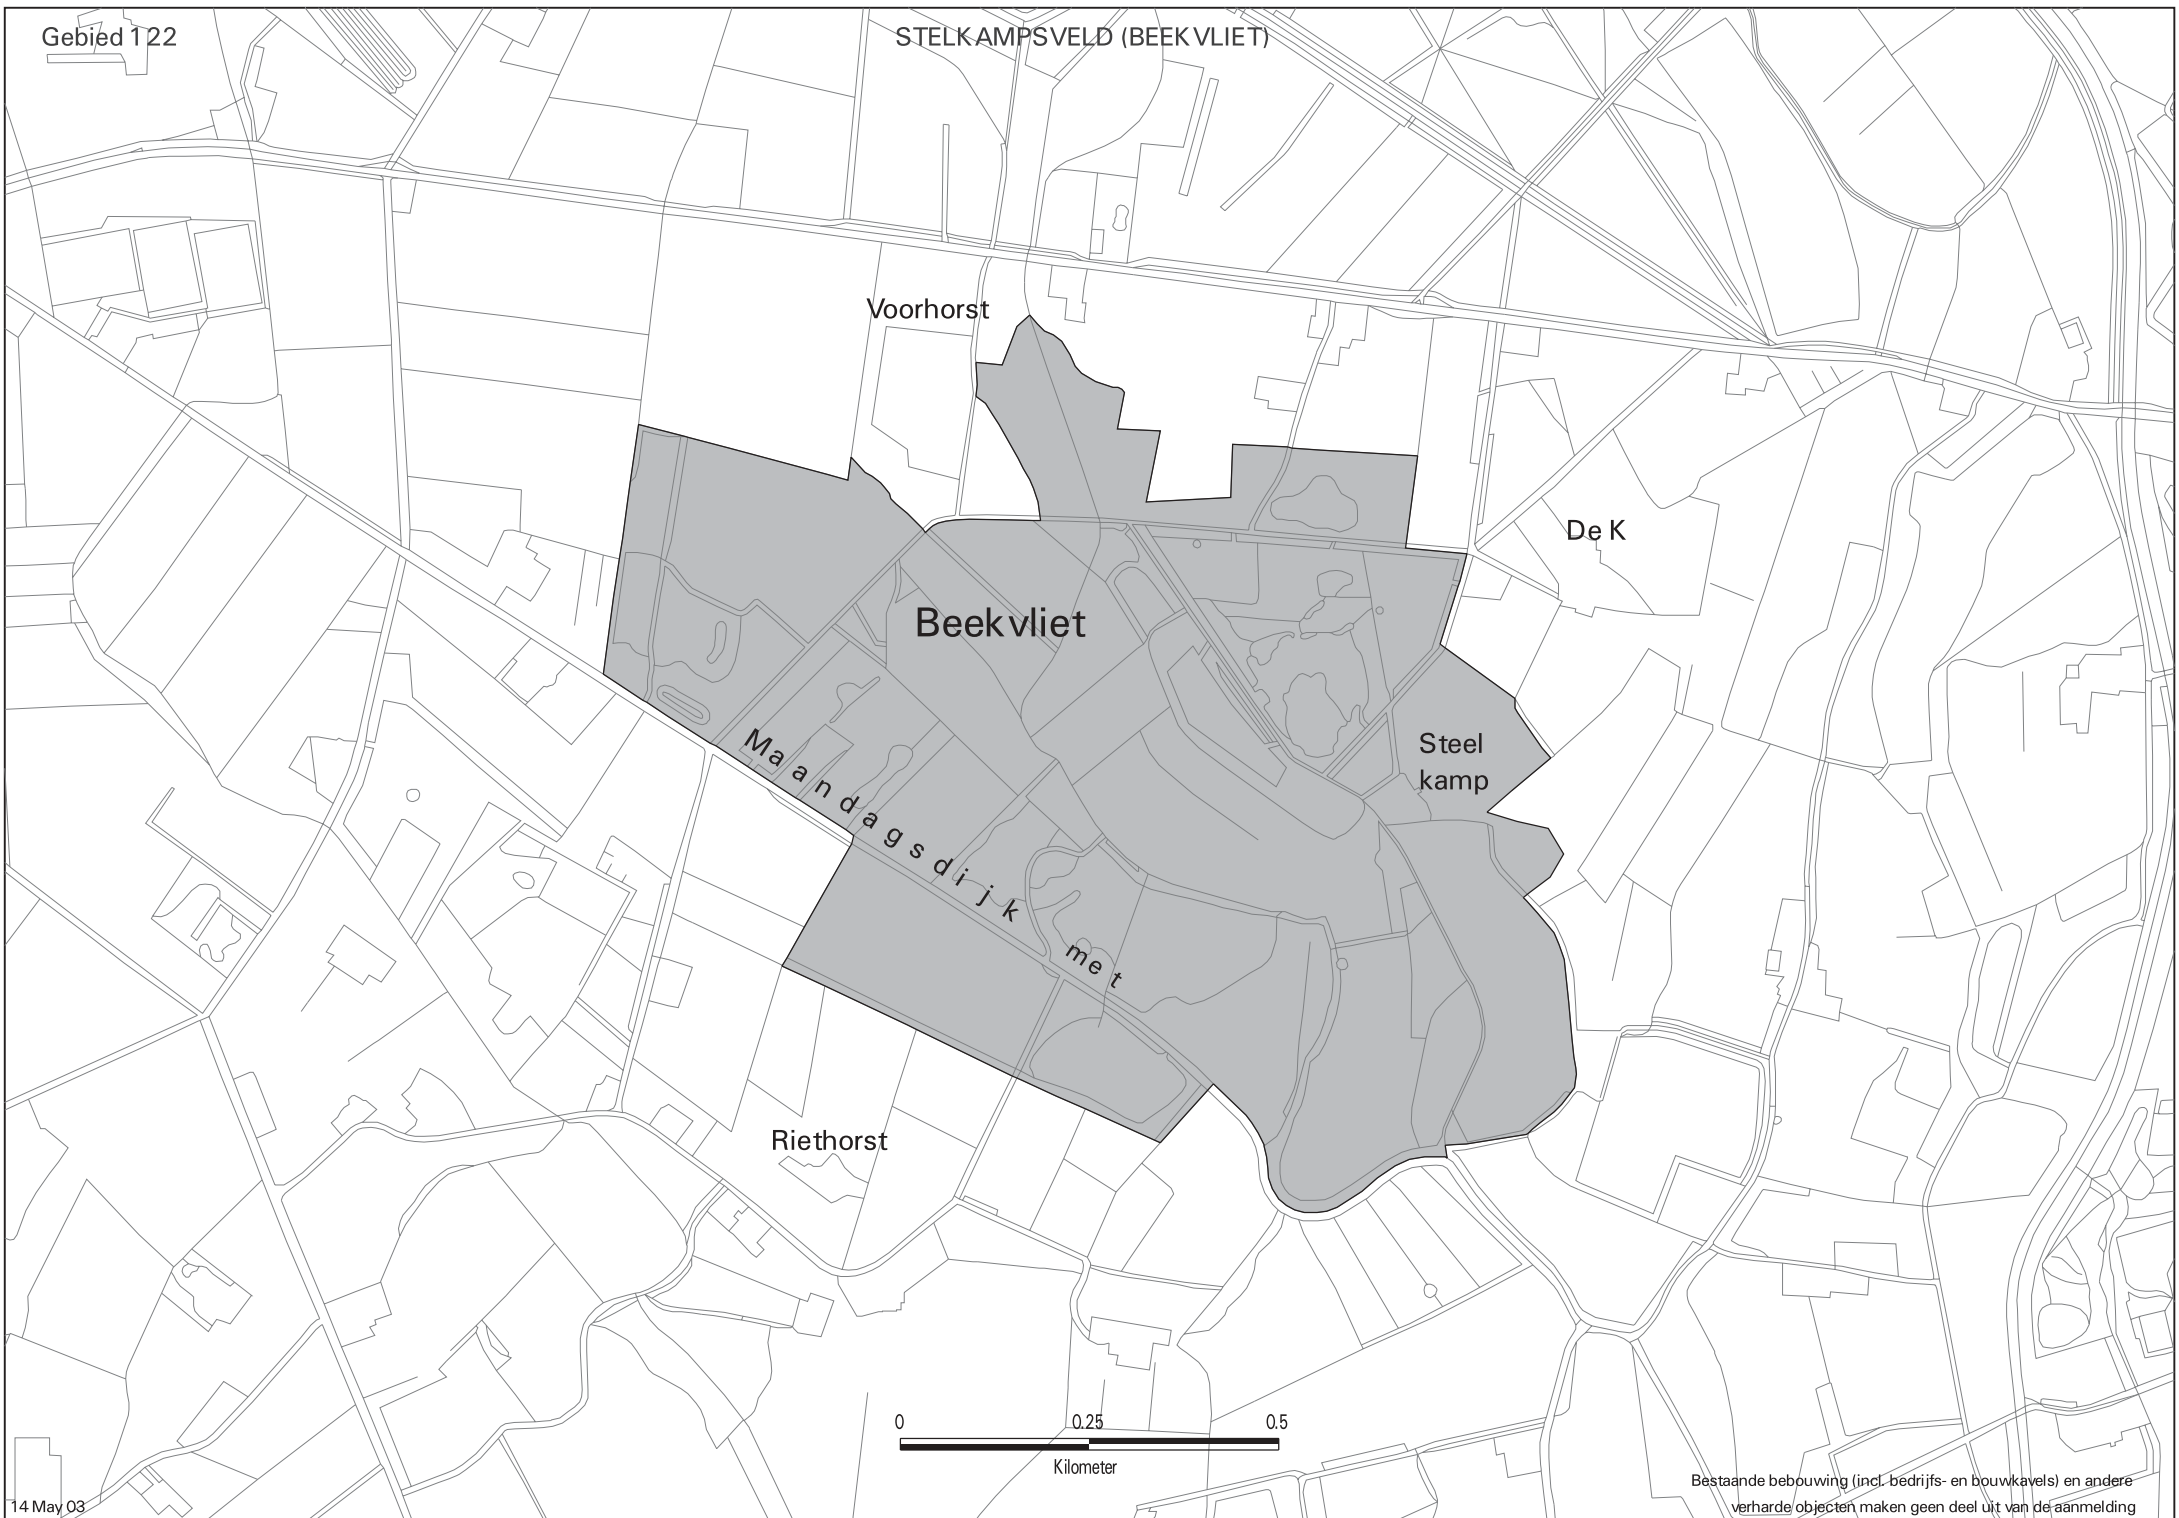 Gebied 122
STELKAMPSVELD (BEEKVLIET)
Voorhorst
De K
Beekvliet
Steel
kamp
Maandagsdijk
met
Riethorst
0 0.25 0.5
Kilometer
Bestaande bebouwing (incl. bedrijfs- en bouwkavels) en andere
verharde objecten maken geen deel uit van de aanmelding
14 May 03